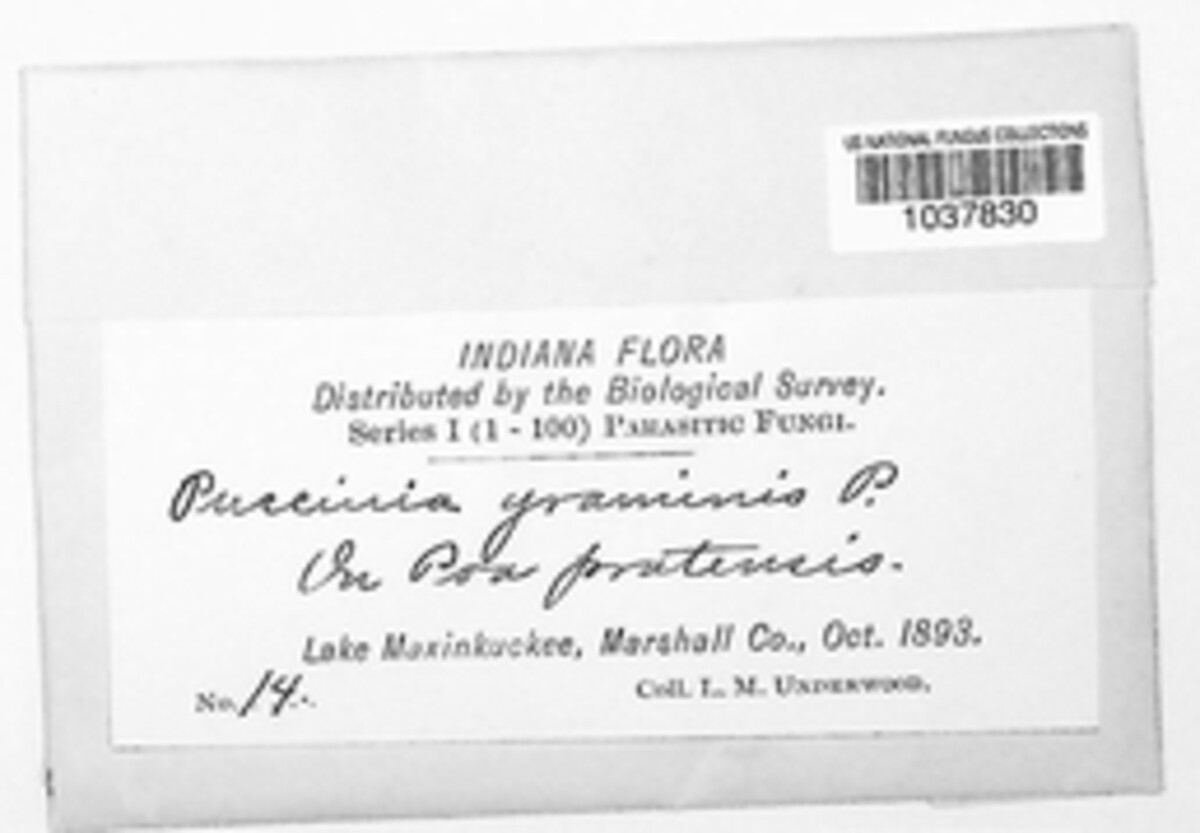 US NATIONAL FUNGUS COLLECTIONS
1037830
INDIANA FLORA
Distributed by the Biological Survey.
Series I (1 - 100) PARASITIC FUNGI.
Puccinia graminis P.
On Poa pratensis.
Lake Maxinkuckee, Marshall Co., Oct. 1893.
No. 14. Coll. L. M. UNDERWOOD.